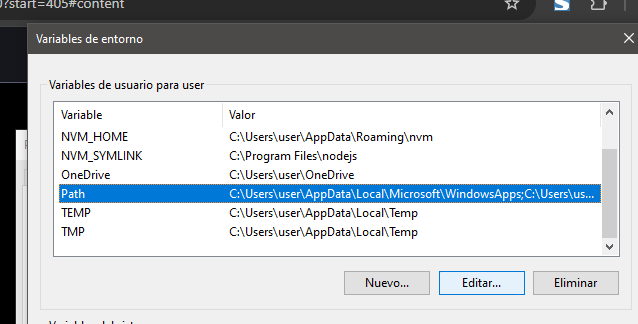 ?start=405#content
Variables de entorno
Variables de usuario para user
Variable Valor
NVM_HOME C:\Users\user\AppData\Roaming\nvm
NVM_SYMLINK C:\Program Files\nodejs
OneDrive C:\Users\user\OneDrive
Path C:\Users\user\AppData\Local\Microsoft\WindowsApps;C:\Users\us...
TEMP C:\Users\user\AppData\Local\Temp
TMP C:\Users\user\AppData\Local\Temp
Nuevo... Editar... Eliminar